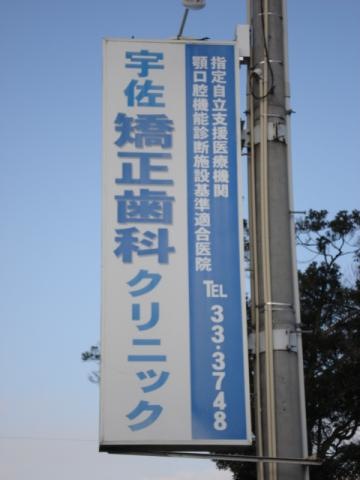 指定自立支援医療機関
顎口腔機能診断施設基準適合医院
TEL 33・3748
宇佐矯正歯科クリニック